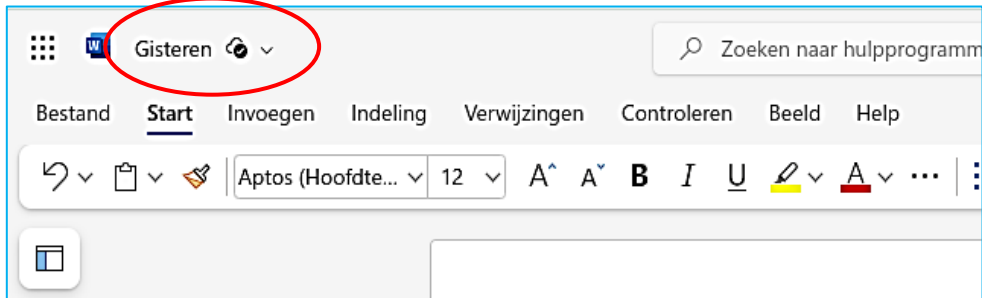 W Gisteren
Zoeken naar hulpprogramm
Bestand Start Invoegen Indeling Verwijzingen Controleren Beeld Help
Aptos (Hoofdte... 12 A A B I U A ...